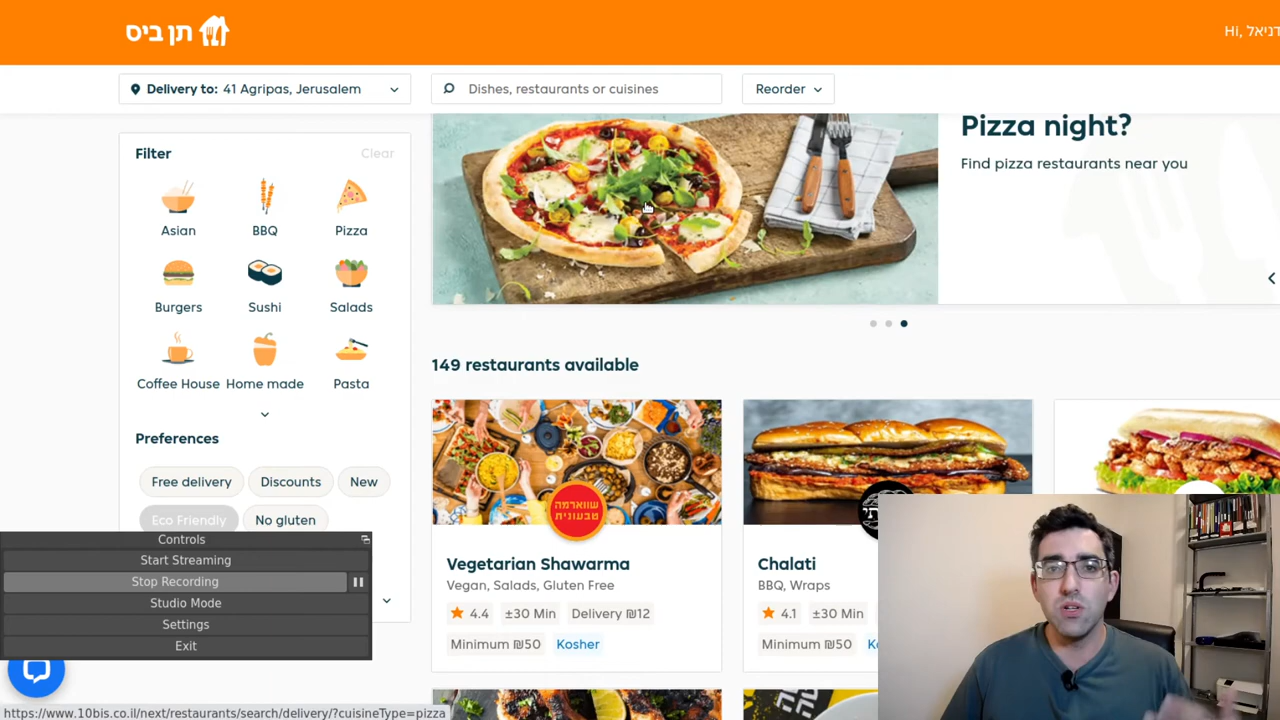 תן ביס
Hi, דניאל
Delivery to: 41 Agripas, Jerusalem
Dishes, restaurants or cuisines
Reorder
Filter
Clear
Asian
BBQ
Pizza
Burgers
Sushi
Salads
Coffee House
Home made
Pasta
Preferences
Free delivery
Discounts
New
Eco Friendly
No gluten
Pizza night?
Find pizza restaurants near you
149 restaurants available
שווארמה
טבעונית
Vegetarian Shawarma
Vegan, Salads, Gluten Free
4.4
±30 Min
Delivery ₪12
Minimum ₪50
Kosher
Chalati
BBQ, Wraps
4.1
±30 Min
Minimum ₪50
Controls
Start Streaming
Stop Recording
Studio Mode
Settings
Exit
https://www.10bis.co.il/next/restaurants/search/delivery/?cuisineType=pizza